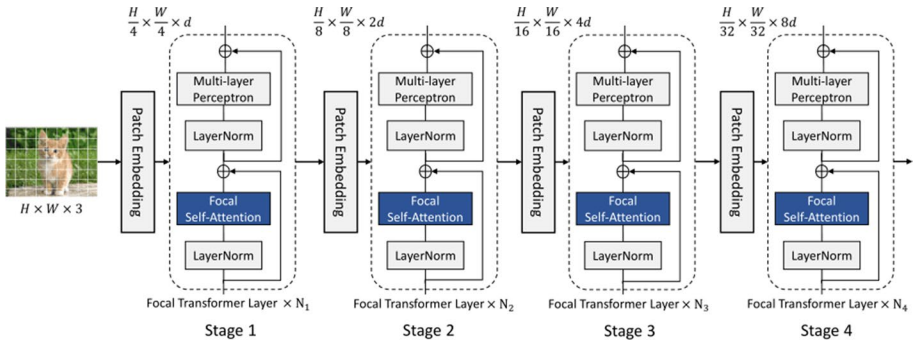 H/4 × W/4 × d
H/8 × W/8 × 2d
H/16 × W/16 × 4d
H/32 × W/32 × 8d
H × W × 3
Patch Embedding
Multi-layer
Perceptron
LayerNorm
Focal
Self-Attention
LayerNorm
Focal Transformer Layer × N₁
Stage 1
Patch Embedding
Multi-layer
Perceptron
LayerNorm
Focal
Self-Attention
LayerNorm
Focal Transformer Layer × N₂
Stage 2
Patch Embedding
Multi-layer
Perceptron
LayerNorm
Focal
Self-Attention
LayerNorm
Focal Transformer Layer × N₃
Stage 3
Patch Embedding
Multi-layer
Perceptron
LayerNorm
Focal
Self-Attention
LayerNorm
Focal Transformer Layer × N₄
Stage 4